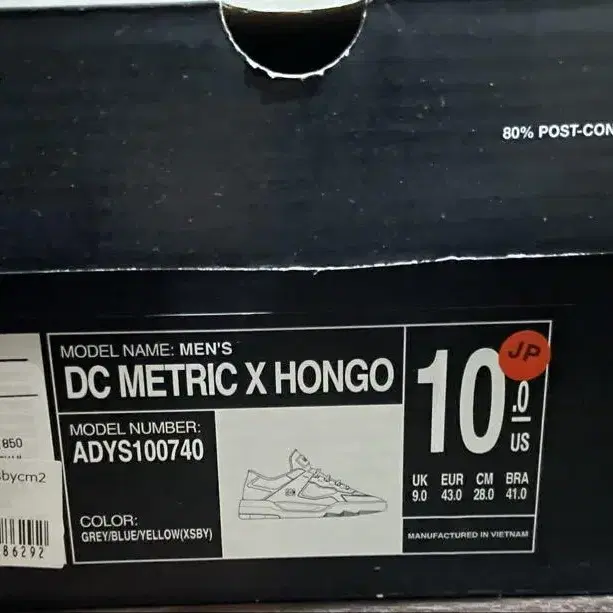 80% POST-CON
MODEL NAME: MEN'S
DC METRIC X HONGO
MODEL NUMBER:
ADYS100740
COLOR:
GREY/BLUE/YELLOW(XSBY)
10.0
US
JP
UK EUR CM BRA
9.0 43.0 28.0 41.0
MANUFACTURED IN VIETNAM
850
sbycm2
86292